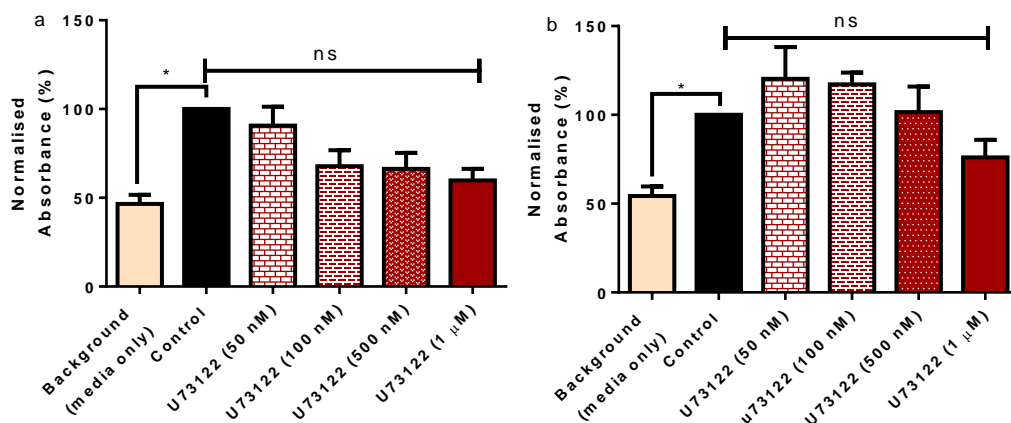 a
150
100
50
0
Normalised
Absorbance (%)
*
ns
Background
(media only)
Control
U73122 (50 nM)
U73122 (100 nM)
U73122 (500 nM)
U73122 (1 μM)
b
150
100
50
0
Normalised
Absorbance (%)
*
ns
Background
(media only)
Control
U73122 (50 nM)
u73122 (100 nM)
U73122 (500 nM)
U73122 (1 μM)